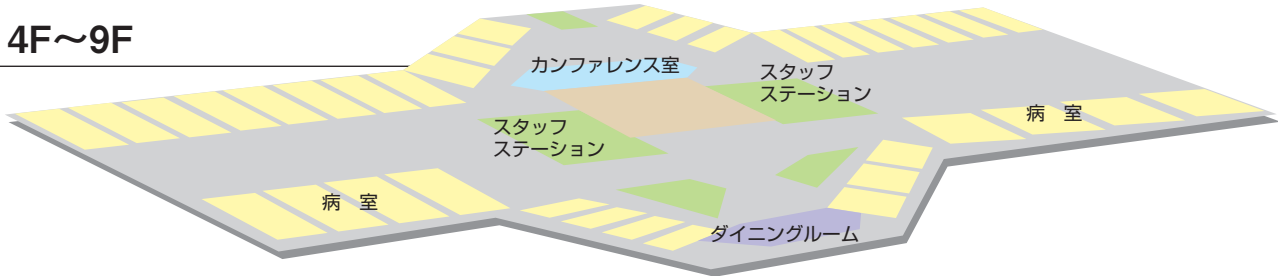 4F〜9F
カンファレンス室
スタッフ
ステーション
スタッフ
ステーション
病　室
病　室
ダイニングルーム